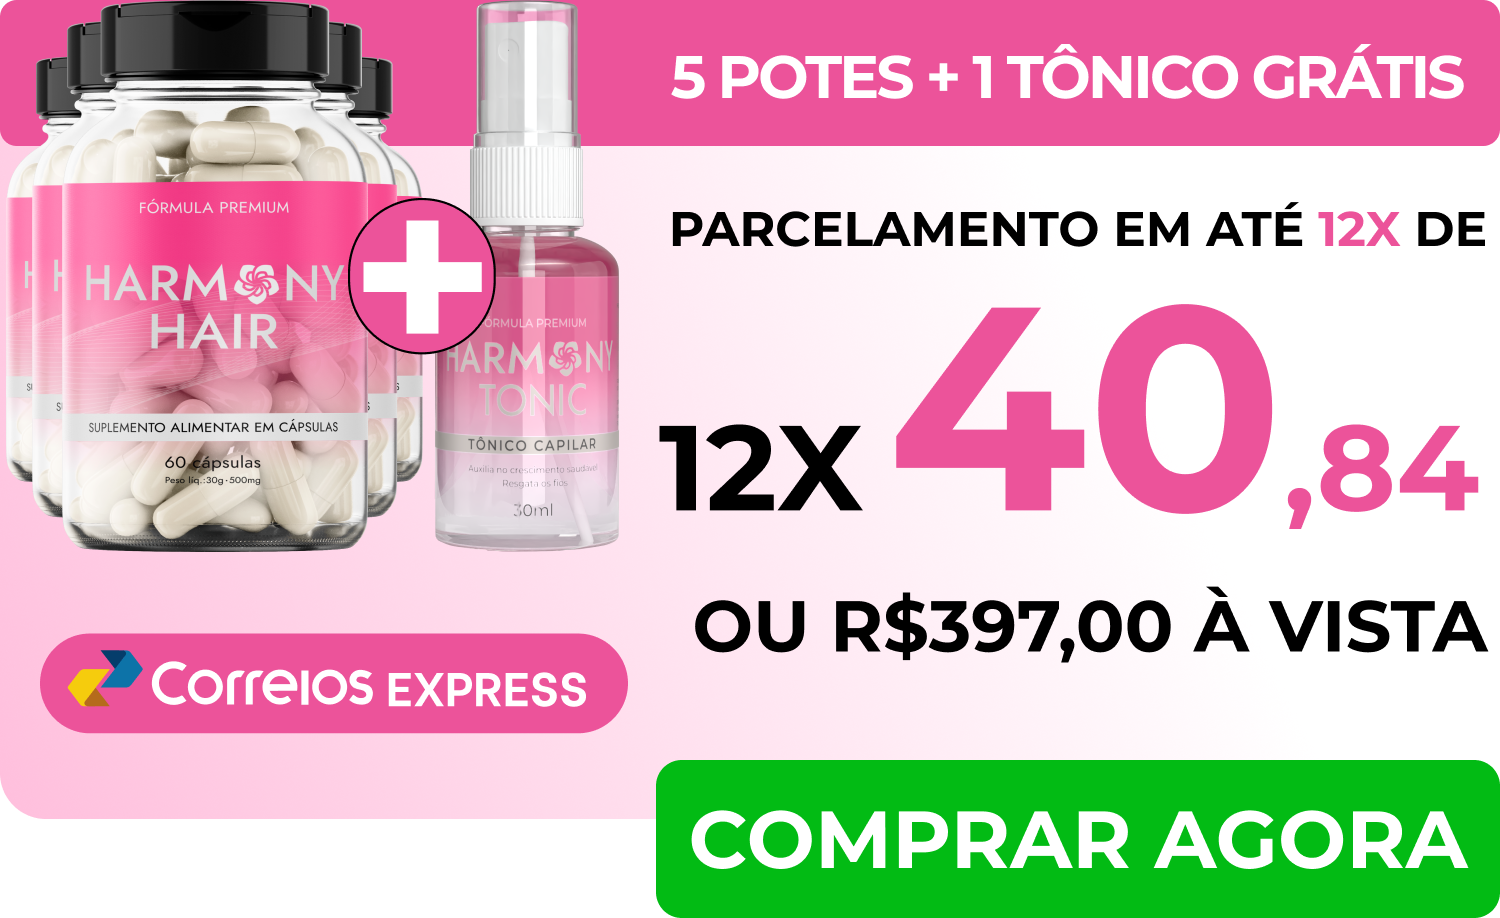 5 POTES + 1 TÔNICO GRÁTIS
FÓRMULA PREMIUM
HARMONY
HAIR
SUPLEMENTO ALIMENTAR EM CÁPSULAS
60 cápsulas
Peso líq.:30g·500mg
FÓRMULA PREMIUM
HARMONY
TONIC
TÔNICO CAPILAR
Auxilia no crescimento saudável
Resgata os fios
30ml
PARCELAMENTO EM ATÉ 12X DE
12X 40,84
OU R$397,00 À VISTA
Correios EXPRESS
COMPRAR AGORA